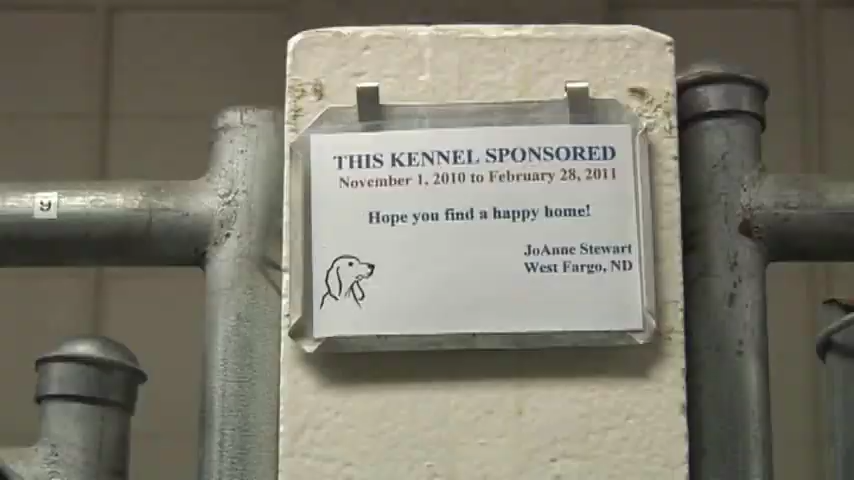 THIS KENNEL SPONSORED
November 1, 2010 to February 28, 2011
Hope you find a happy home!
JoAnne Stewart
West Fargo, ND
9